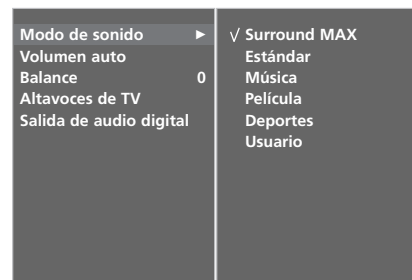 Modo de sonido ►
Volumen auto
Balance 0
Altavoces de TV
Salida de audio digital
√ Surround MAX
Estándar
Música
Película
Deportes
Usuario